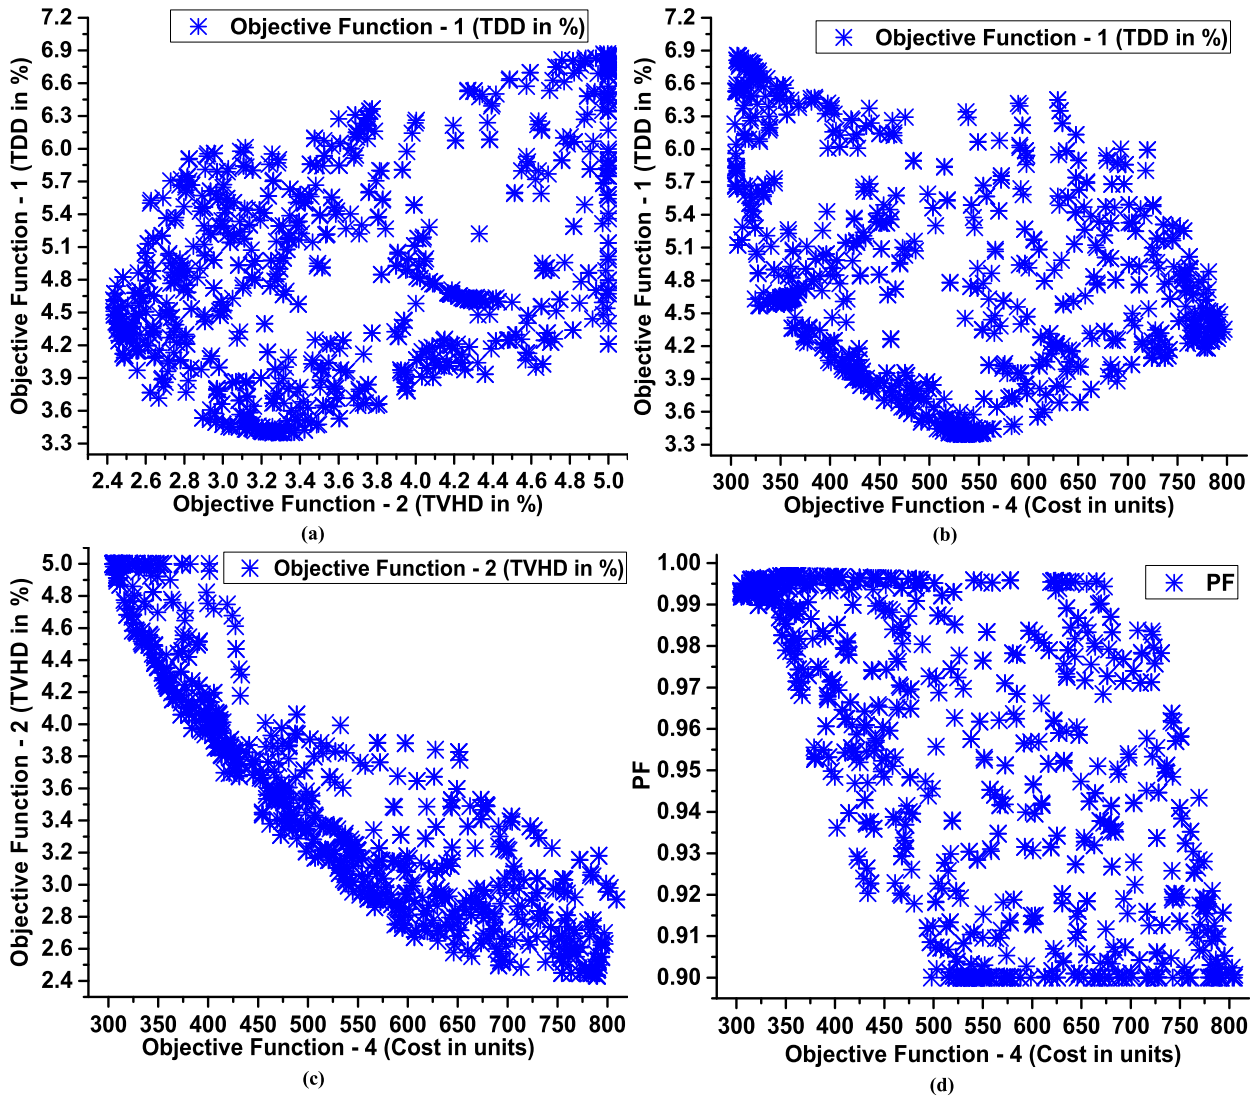 Objective Function - 1 (TDD in %)
Objective Function - 1 (TDD in %)
7.2
6.9
6.6
6.3
6.0
5.7
5.4
5.1
4.8
4.5
4.2
3.9
3.6
3.3
2.4 2.6 2.8 3.0 3.2 3.4 3.6 3.8 4.0 4.2 4.4 4.6 4.8 5.0
Objective Function - 2 (TVHD in %)
(a)
Objective Function - 1 (TDD in %)
Objective Function - 1 (TDD in %)
7.2
6.9
6.6
6.3
6.0
5.7
5.4
5.1
4.8
4.5
4.2
3.9
3.6
3.3
300 350 400 450 500 550 600 650 700 750 800
Objective Function - 4 (Cost in units)
(b)
Objective Function - 2 (TVHD in %)
Objective Function - 2 (TVHD in %)
5.0
4.8
4.6
4.4
4.2
4.0
3.8
3.6
3.4
3.2
3.0
2.8
2.6
2.4
300 350 400 450 500 550 600 650 700 750 800
Objective Function - 4 (Cost in units)
(c)
PF
PF
1.00
0.99
0.98
0.97
0.96
0.95
0.94
0.93
0.92
0.91
0.90
300 350 400 450 500 550 600 650 700 750 800
Objective Function - 4 (Cost in units)
(d)